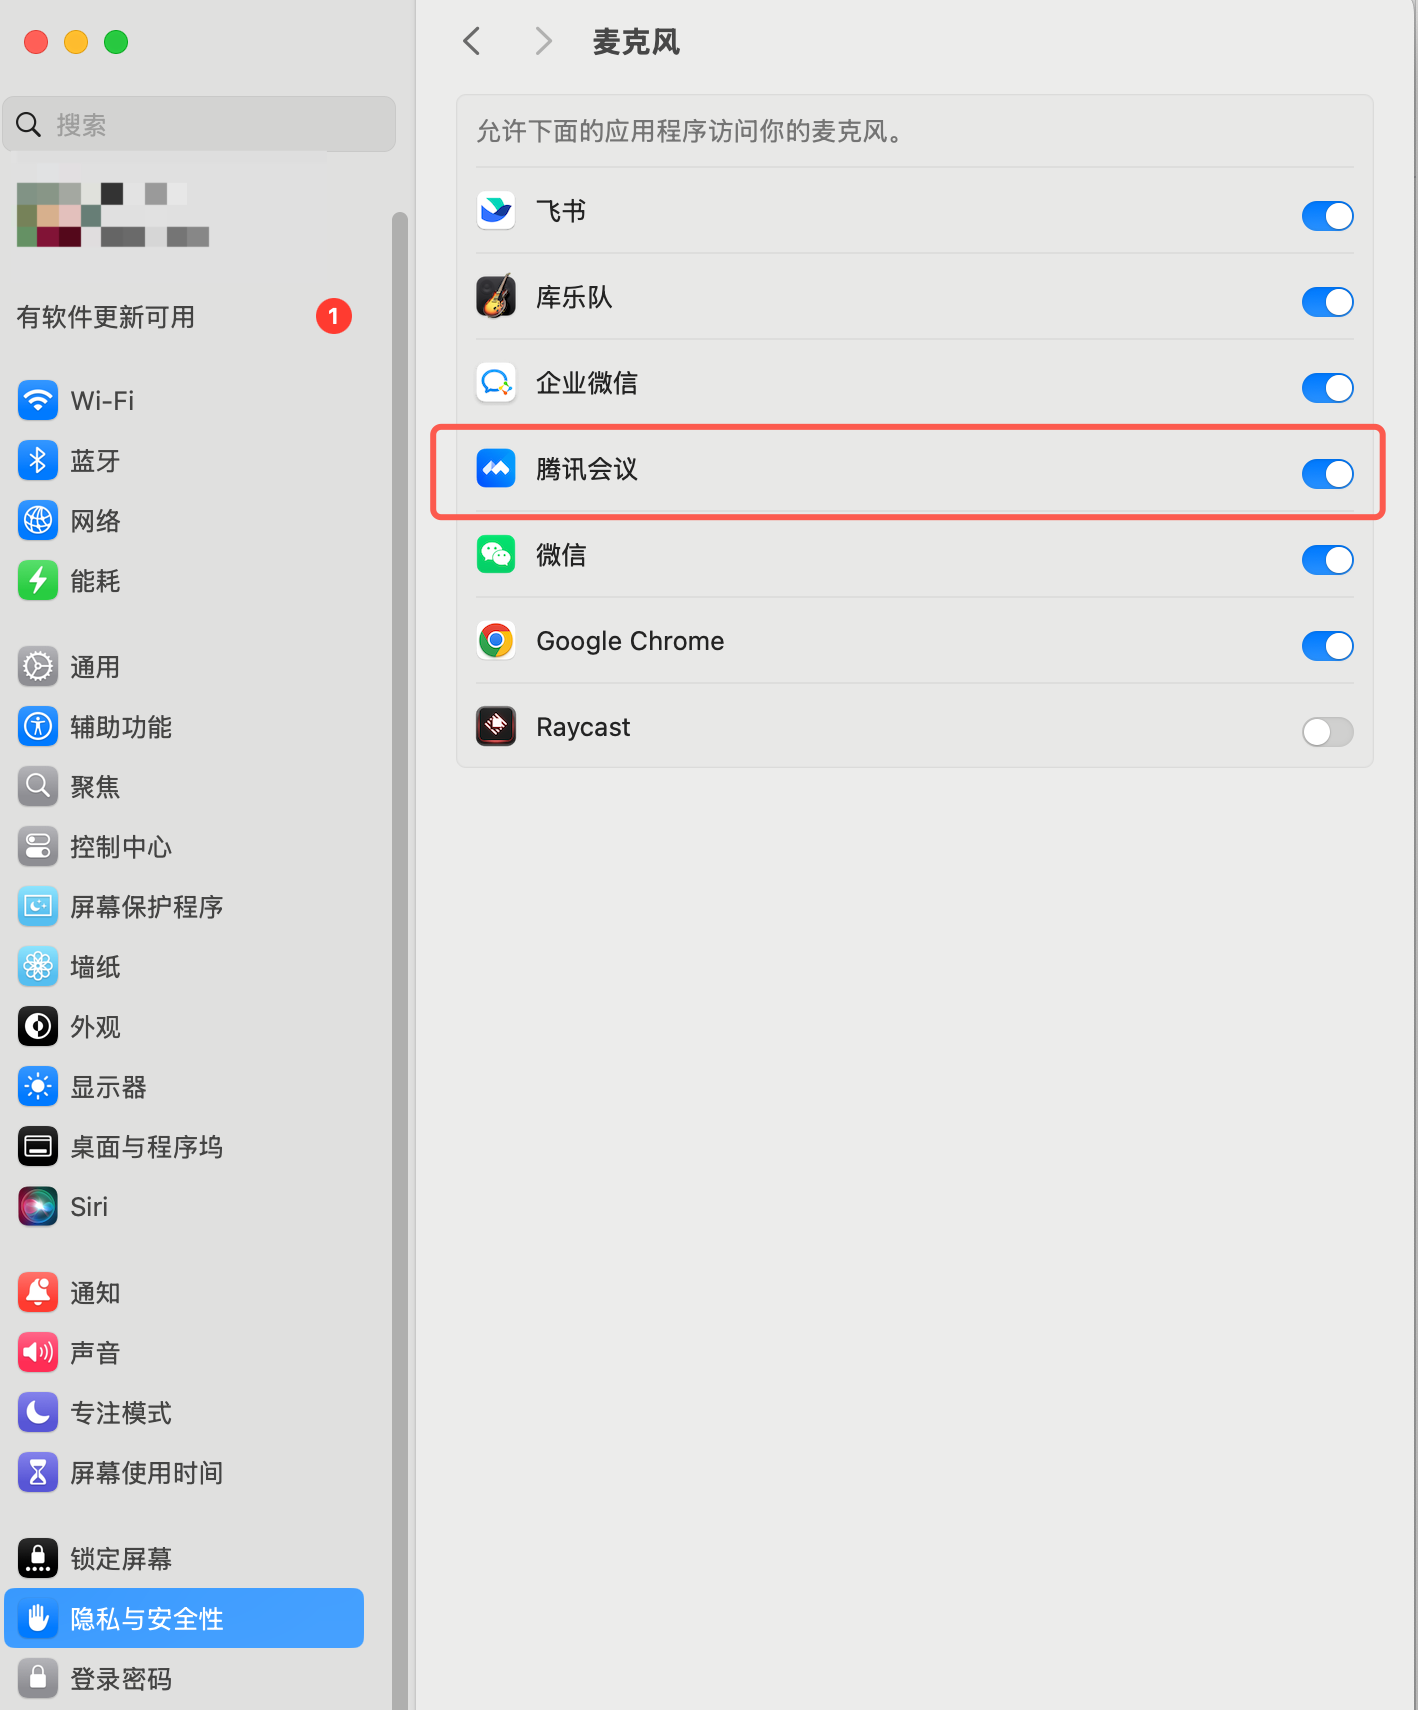 麦克风
搜索
有软件更新可用
1
Wi-Fi
蓝牙
网络
能耗
通用
辅助功能
聚焦
控制中心
屏幕保护程序
墙纸
外观
显示器
桌面与程序坞
Siri
通知
声音
专注模式
屏幕使用时间
锁定屏幕
隐私与安全性
登录密码
允许下面的应用程序访问你的麦克风。
飞书
库乐队
企业微信
腾讯会议
微信
Google Chrome
Raycast